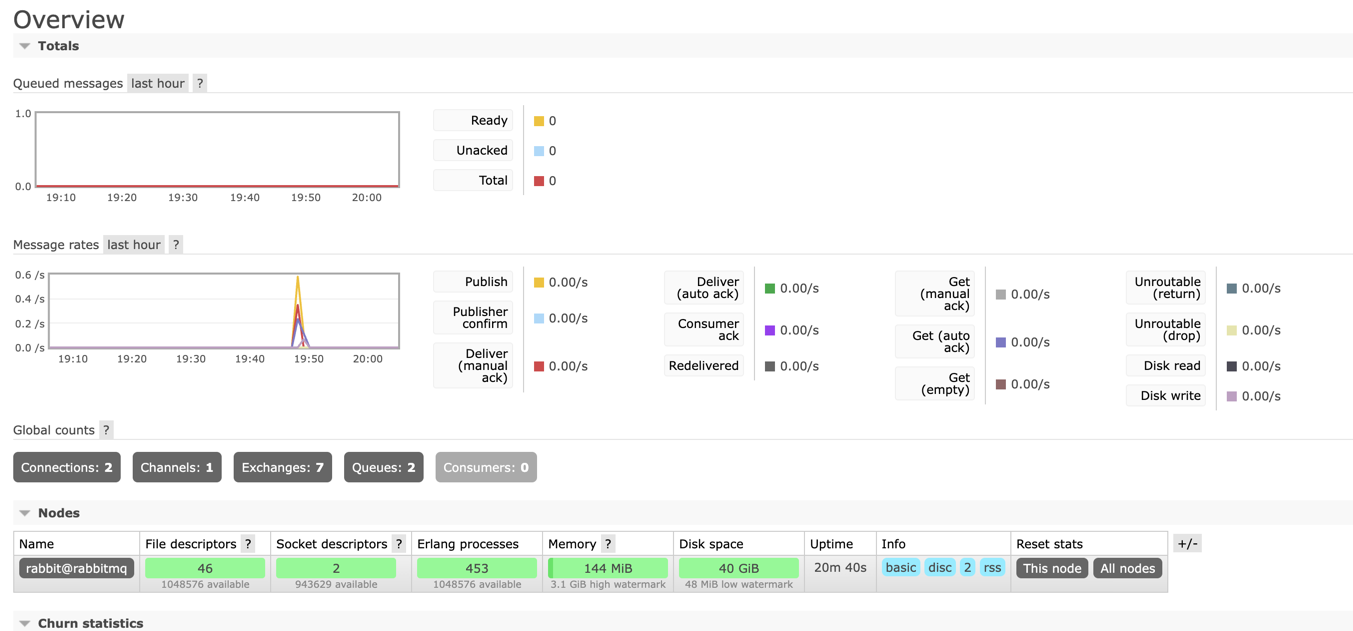 Overview
Totals
Queued messages last hour ?
1.0
0.0
19:10 19:20 19:30 19:40 19:50 20:00
Ready 0
Unacked 0
Total 0
Message rates last hour ?
0.6 /s
0.4 /s
0.2 /s
0.0 /s
19:10 19:20 19:30 19:40 19:50 20:00
Publish 0.00/s
Publisher
confirm 0.00/s
Deliver
(manual
ack) 0.00/s
Deliver
(auto ack) 0.00/s
Consumer
ack 0.00/s
Redelivered 0.00/s
Get
(manual
ack) 0.00/s
Get (auto
ack) 0.00/s
Get
(empty) 0.00/s
Unroutable
(return) 0.00/s
Unroutable
(drop) 0.00/s
Disk read 0.00/s
Disk write 0.00/s
Global counts ?
Connections: 2 Channels: 1 Exchanges: 7 Queues: 2 Consumers: 0
Nodes
Name File descriptors ? Socket descriptors ? Erlang processes Memory ? Disk space Uptime Info Reset stats +/-
rabbit@rabbitmq 46 2 453 144 MiB 40 GiB 20m 40s basic disc 2 rss This node All nodes
1048576 available 943629 available 1048576 available 3.1 GiB high watermark 48 MiB low watermark
Churn statistics